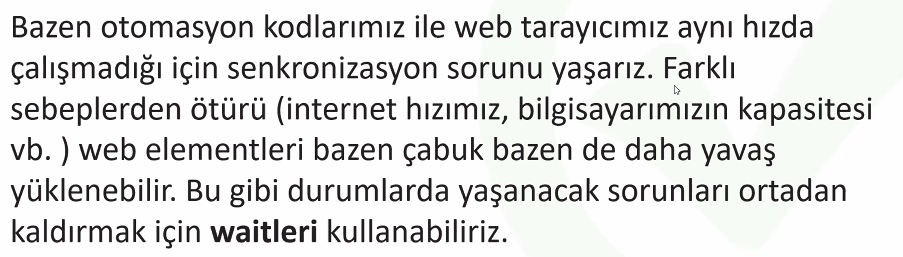 Bazen otomasyon kodlarımız ile web tarayıcımız aynı hızda
çalışmadığı için senkronizasyon sorunu yaşarız. Farklı
sebeplerden ötürü (internet hızımız, bilgisayarımızın kapasitesi
vb. ) web elementleri bazen çabuk bazen de daha yavaş
yüklenebilir. Bu gibi durumlarda yaşanacak sorunları ortadan
kaldırmak için waitleri kullanabiliriz.